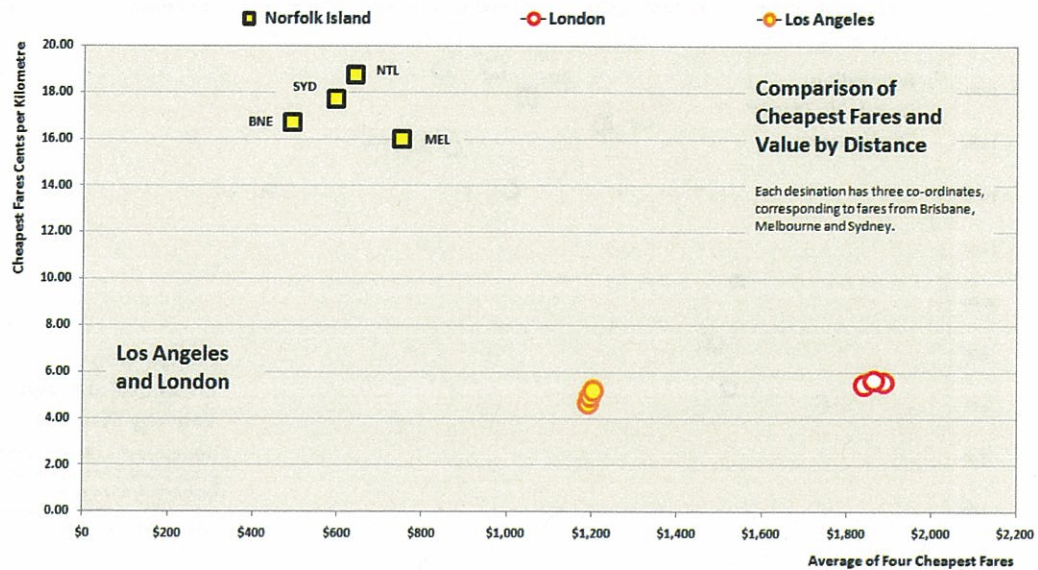 Norfolk Island
London
Los Angeles
Cheapest Fares Cents per Kilometre
20.00
18.00
16.00
14.00
12.00
10.00
8.00
6.00
4.00
2.00
0.00
NTL
SYD
BNE
MEL
Comparison of
Cheapest Fares and
Value by Distance
Each desination has three co-ordinates,
corresponding to fares from Brisbane,
Melbourne and Sydney.
Los Angeles
and London
$0
$200
$400
$600
$800
$1,000
$1,200
$1,400
$1,600
$1,800
$2,000
$2,200
Average of Four Cheapest Fares